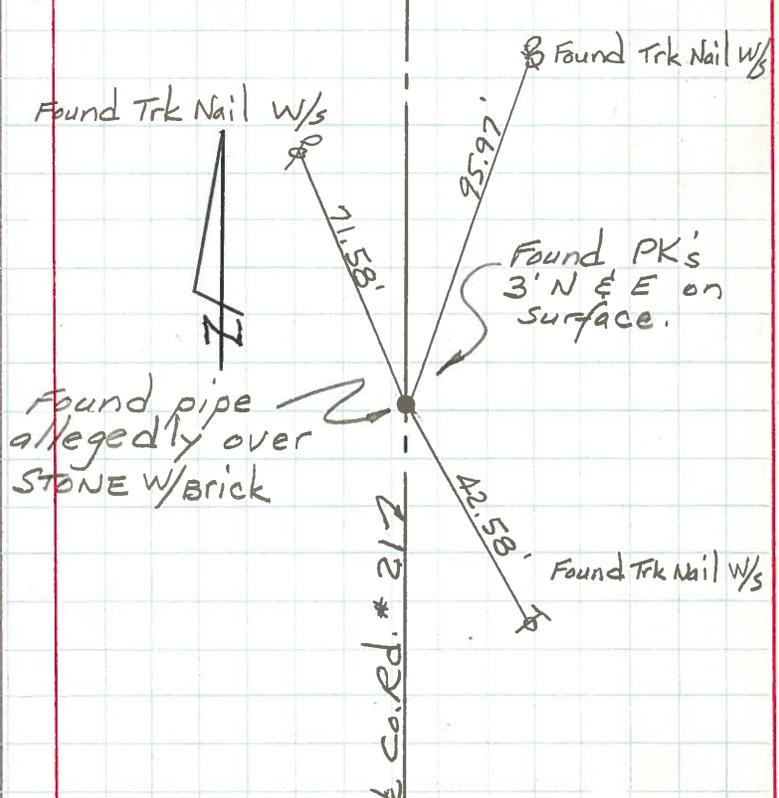 Found Trk Nail W/s
Found Trk Nail W/s
95.97'
71.58'
Found PK's
3' N & E on
surface.
N
Found pipe
allegedly over
STONE W/Brick
42.58'
Found Trk Nail W/s
Co. Rd. # 217